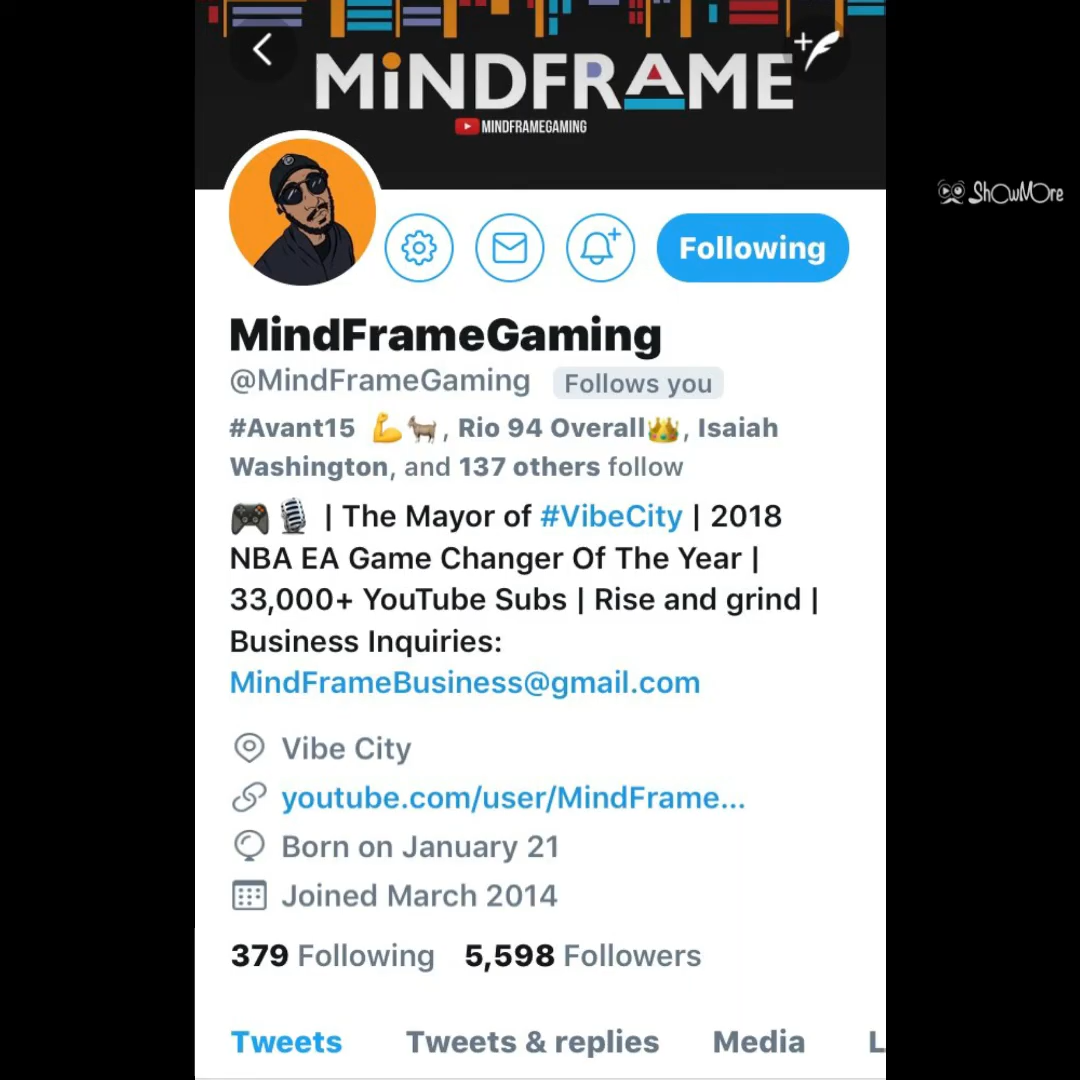 MiNDFRAME
MINDFRAMEGAMING
ShOwMOre
Following
MindFrameGaming
@MindFrameGaming Follows you
#Avant15 💪🐐, Rio 94 Overall👑, Isaiah
Washington, and 137 others follow
🎮🎙 | The Mayor of #VibeCity | 2018
NBA EA Game Changer Of The Year |
33,000+ YouTube Subs | Rise and grind |
Business Inquiries:
MindFrameBusiness@gmail.com
Vibe City
youtube.com/user/MindFrame...
Born on January 21
Joined March 2014
379 Following 5,598 Followers
Tweets Tweets & replies Media L